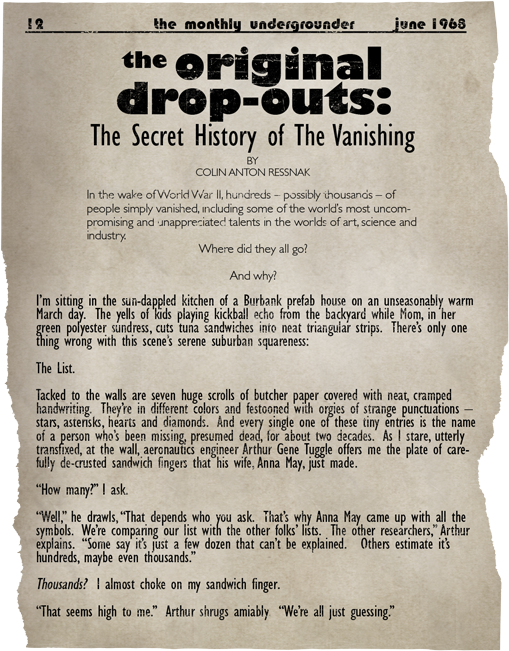 12 the monthly undergrounder june 1968
the original
drop-outs:
The Secret History of The Vanishing
BY
COLIN ANTON RESSNAK
In the wake of World War II, hundreds – possibly thousands – of
people simply vanished, including some of the world's most uncom-
promising and unappreciated talents in the worlds of art, science and
industry.
Where did they all go?
And why?
I'm sitting in the sun-dappled kitchen of a Burbank prefab house on an unseasonably warm
March day. The yells of kids playing kickball echo from the backyard while Mom, in her
green polyester sundress, cuts tuna sandwiches into neat triangular strips. There's only one
thing wrong with this scene's serene suburban squareness:
The List.
Tacked to the walls are seven huge scrolls of butcher paper covered with neat, cramped
handwriting. They're in different colors and festooned with orgies of strange punctuations —
stars, asterisks, hearts and diamonds. And every single one of these tiny entries is the name
of a person who's been missing, presumed dead, for about two decades. As I stare, utterly
transfixed, at the wall, aeronautics engineer Arthur Gene Tuggle offers me the plate of care-
fully de-crusted sandwich fingers that his wife, Anna May, just made.
"How many?" I ask.
"Well," he drawls, "That depends who you ask. That's why Anna May came up with all the
symbols. We're comparing our list with the other folks' lists. The other researchers," Arthur
explains. "Some say it's just a few dozen that can't be explained. Others estimate it's
hundreds, maybe even thousands."
Thousands? I almost choke on my sandwich finger.
"That seems high to me." Arthur shrugs amiably. "We're all just guessing."